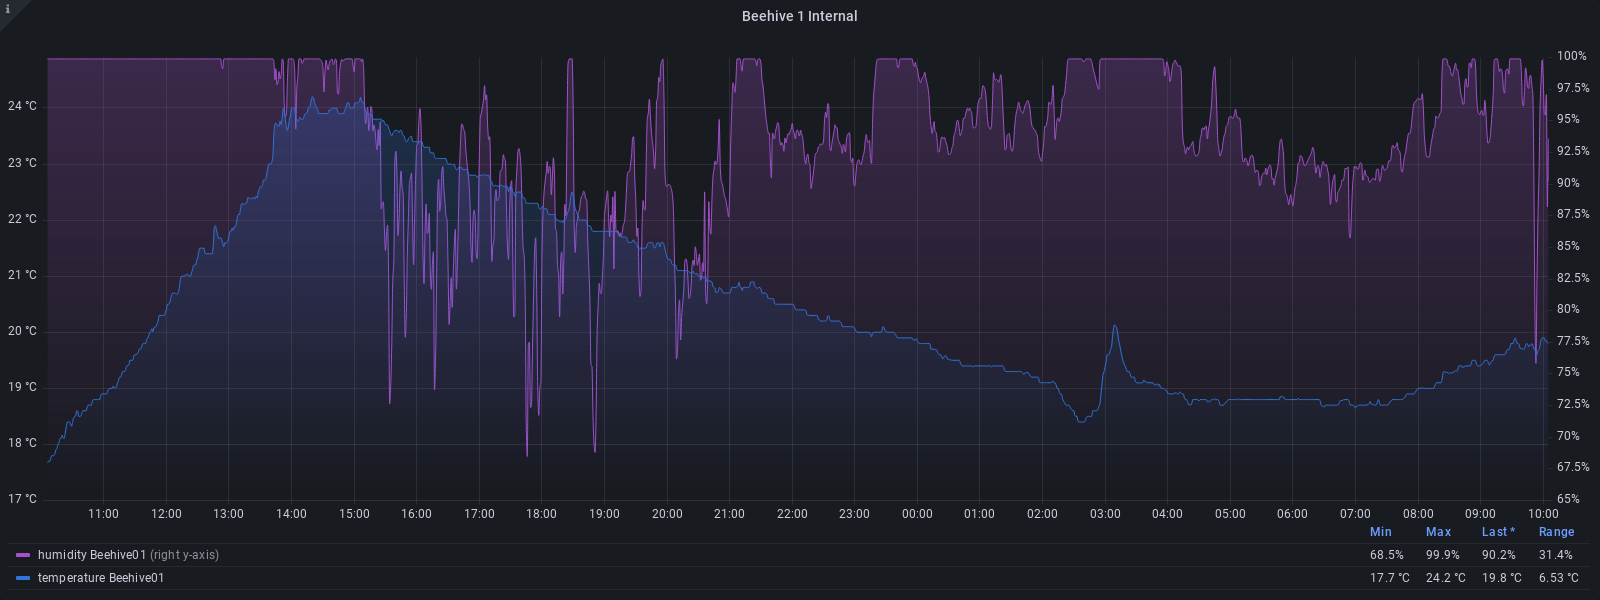 i
Beehive 1 Internal
24 °C
23 °C
22 °C
21 °C
20 °C
19 °C
18 °C
17 °C
100%
97.5%
95%
92.5%
90%
87.5%
85%
82.5%
80%
77.5%
75%
72.5%
70%
67.5%
65%
11:00 12:00 13:00 14:00 15:00 16:00 17:00 18:00 19:00 20:00 21:00 22:00 23:00 00:00 01:00 02:00 03:00 04:00 05:00 06:00 07:00 08:00 09:00 10:00
Min Max Last * Range
humidity Beehive01 (right y-axis) 68.5% 99.9% 90.2% 31.4%
temperature Beehive01 17.7 °C 24.2 °C 19.8 °C 6.53 °C